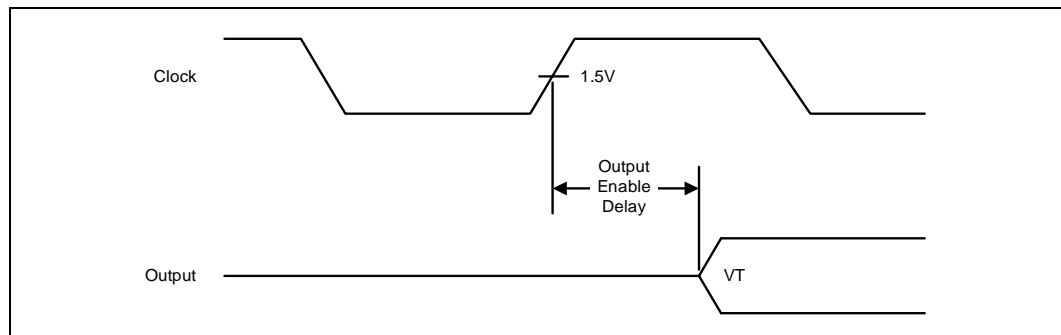 Clock
1.5V
Output
Enable
Delay
Output
VT